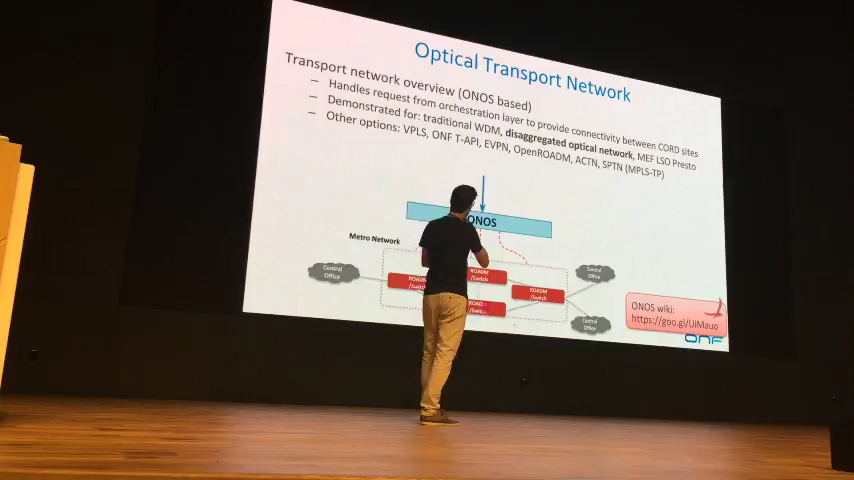 Optical Transport Network
Transport network overview (ONOS based)
– Handles request from orchestration layer to provide connectivity between CORD sites
– Demonstrated for: traditional WDM, disaggregated optical network, MEF LSO Presto
– Other options: VPLS, ONF T-API, EVPN, OpenROADM, ACTN, SPTN (MPLS-TP)
ONOS
Metro Network
Central
Office
ROADM
/Switch
ROADM
/Switch
ROADM
/Switch
ROADM
/Switch
Central
Office
Central
Office
ONOS wiki:
https://goo.gl/UiMauo
ONF